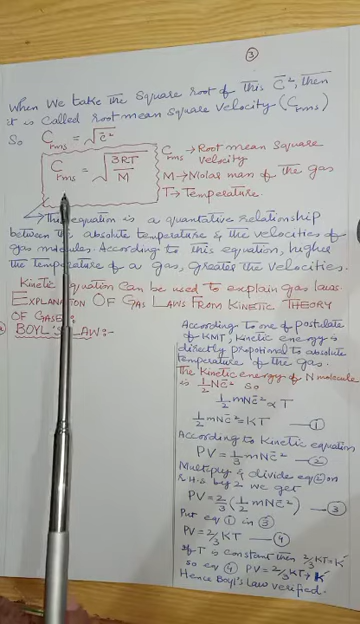 ③
When We take The Square root of This C̄², Then
it is called root mean Square Velocity (Crms)
So Crms = √c̄²
Crms = √3RT/M
Crms → Root mean Square
Velocity
M → Molar mass of The gas
T → Temperature
This equation is a quantative relationship
between The absolute temperature & The velocities of
gas molecules. According to This equation, higher
The temperature of a gas, greater The Velocities.
Kinetic Equation Can be used to explain gas laws
EXPLANATION OF GAS LAWS FROM KINETIC THEORY
OF GASES:
BOYL'S LAW:-
According to one of postulate
of KMT, kinetic energy is
directly propotional to absolute
temperature of The gas.
The Kinetic energy of N molecule
is ½Nc̄² so
½mNc̄² ∝ T
½mNc̄² = KT —①
According to Kinetic equation
PV = ⅓mNc̄² —②
Multiply & divide eq ② on
R.H.S by 2 we get
PV = ⅔(½mNc̄²) —③
Put eq ① in ③
PV = 2/3 KT —④
If T is constant Then 2/3KT = K
so eq ④ PV = 2/3KT → K
Hence Boyl's Law verified.